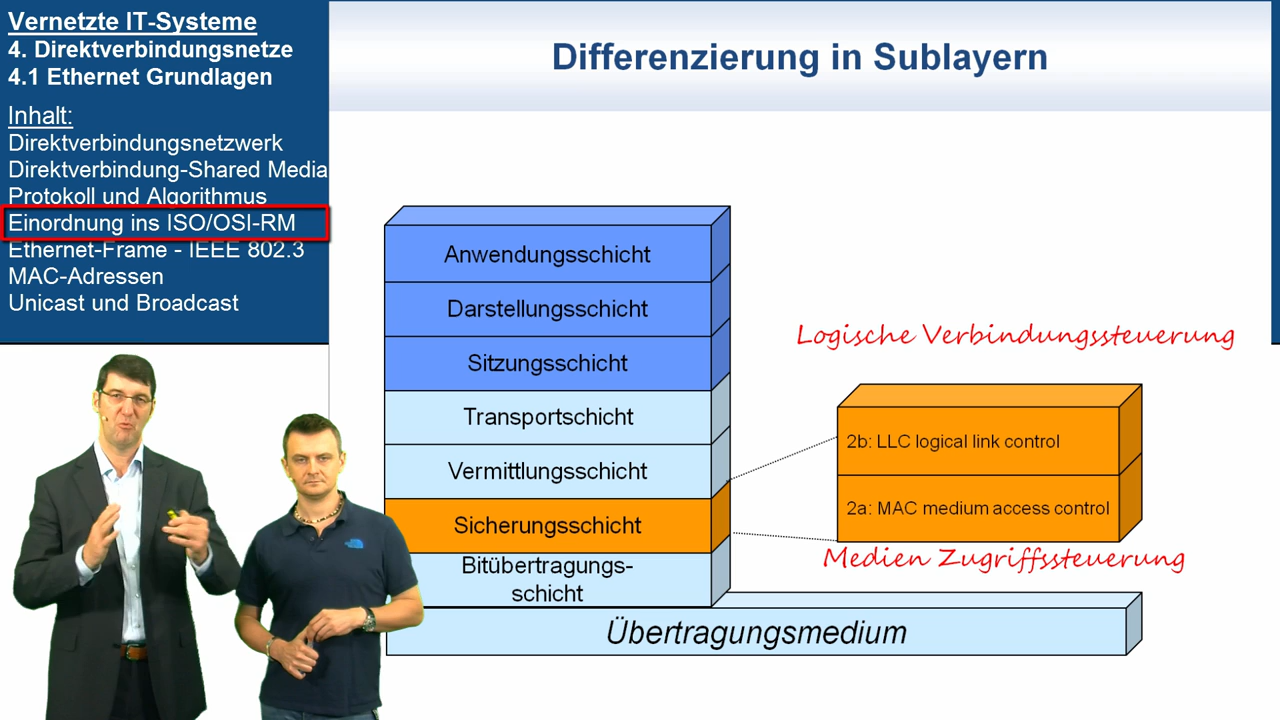 Vernetzte IT-Systeme
4. Direktverbindungsnetze
4.1 Ethernet Grundlagen
Inhalt:
Direktverbindungsnetzwerk
Direktverbindung-Shared Media
Protokoll und Algorithmus
Einordnung ins ISO/OSI-RM
Ethernet-Frame - IEEE 802.3
MAC-Adressen
Unicast und Broadcast
Differenzierung in Sublayern
Anwendungsschicht
Darstellungsschicht
Sitzungsschicht
Transportschicht
Vermittlungsschicht
Sicherungsschicht
Bitübertragungs-
schicht
Übertragungsmedium
Logische Verbindungssteuerung
2b: LLC logical link control
2a: MAC medium access control
Medien Zugriffssteuerung